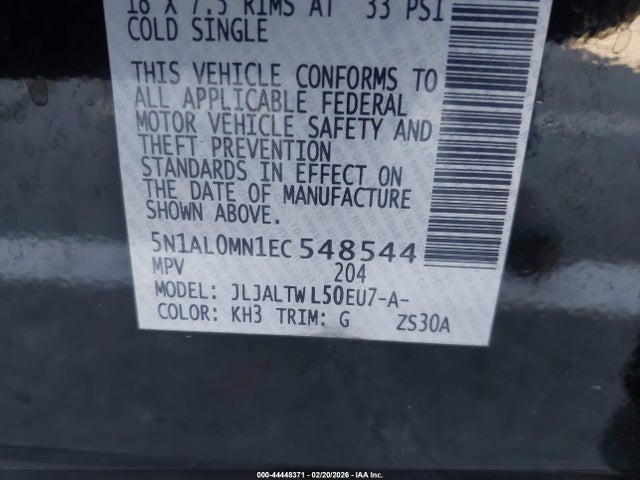 18 X 7.5 RIMS AT 33 PSI
COLD SINGLE
THIS VEHICLE CONFORMS TO
ALL APPLICABLE FEDERAL
MOTOR VEHICLE SAFETY AND
THEFT PREVENTION
STANDARDS IN EFFECT ON
THE DATE OF MANUFACTURE
SHOWN ABOVE.
5N1AL0MN1EC548544
MPV 204
MODEL: JLJALTWL50EU7-A-
COLOR: KH3 TRIM: G ZS30A
000-44448371 - 02/20/2026 - IAA Inc.